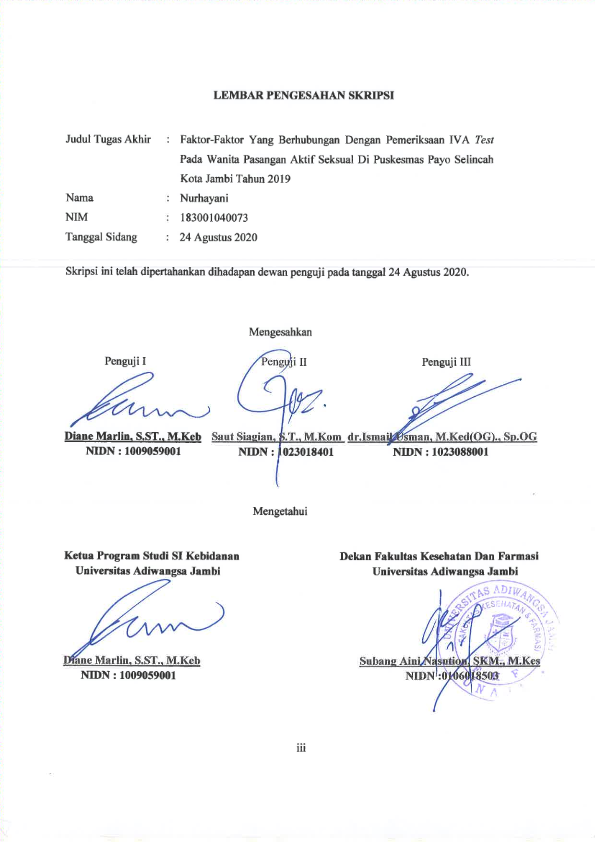 LEMBAR PENGESAHAN SKRIPSI
Judul Tugas Akhir : Faktor-Faktor Yang Berhubungan Dengan Pemeriksaan IVA Test
Pada Wanita Pasangan Aktif Seksual Di Puskesmas Payo Selincah
Kota Jambi Tahun 2019
Nama : Nurhayani
NIM : 183001040073
Tanggal Sidang : 24 Agustus 2020
Skripsi ini telah dipertahankan dihadapan dewan penguji pada tanggal 24 Agustus 2020.
Mengesahkan
Penguji I Penguji II Penguji III
Diane Marlin, S.ST., M.Keb Saut Siagian, S.T., M.Kom dr.Ismail Usman, M.Ked(OG)., Sp.OG
NIDN : 1009059001 NIDN : 1023018401 NIDN : 1023088001
Mengetahui
Ketua Program Studi SI Kebidanan Dekan Fakultas Kesehatan Dan Farmasi
Universitas Adiwangsa Jambi Universitas Adiwangsa Jambi
UNIVERSITAS ADIWANGSA JAMBI
KESEHATAN & FARMASI
Diane Marlin, S.ST., M.Keb Subang Aini Nasution, SKM., M.Kes
NIDN : 1009059001 NIDN :0106018503
iii